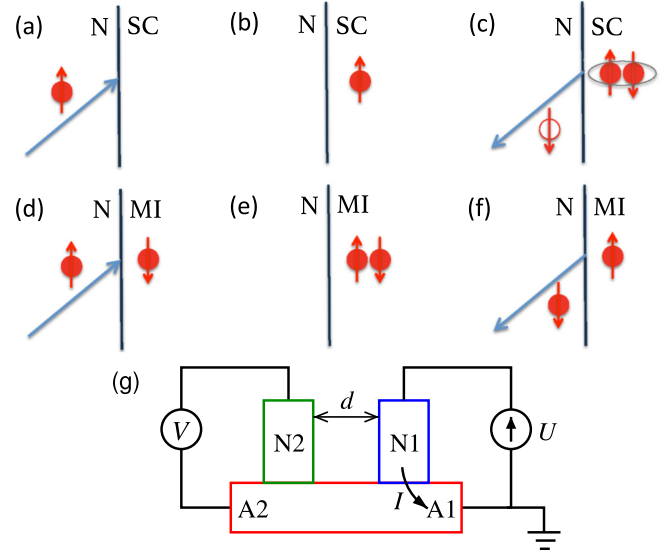 (a) N SC
(b) N SC
(c) N SC
(d) N MI
(e) N MI
(f) N MI
(g)
d
V N2 N1 U
I
A2 A1